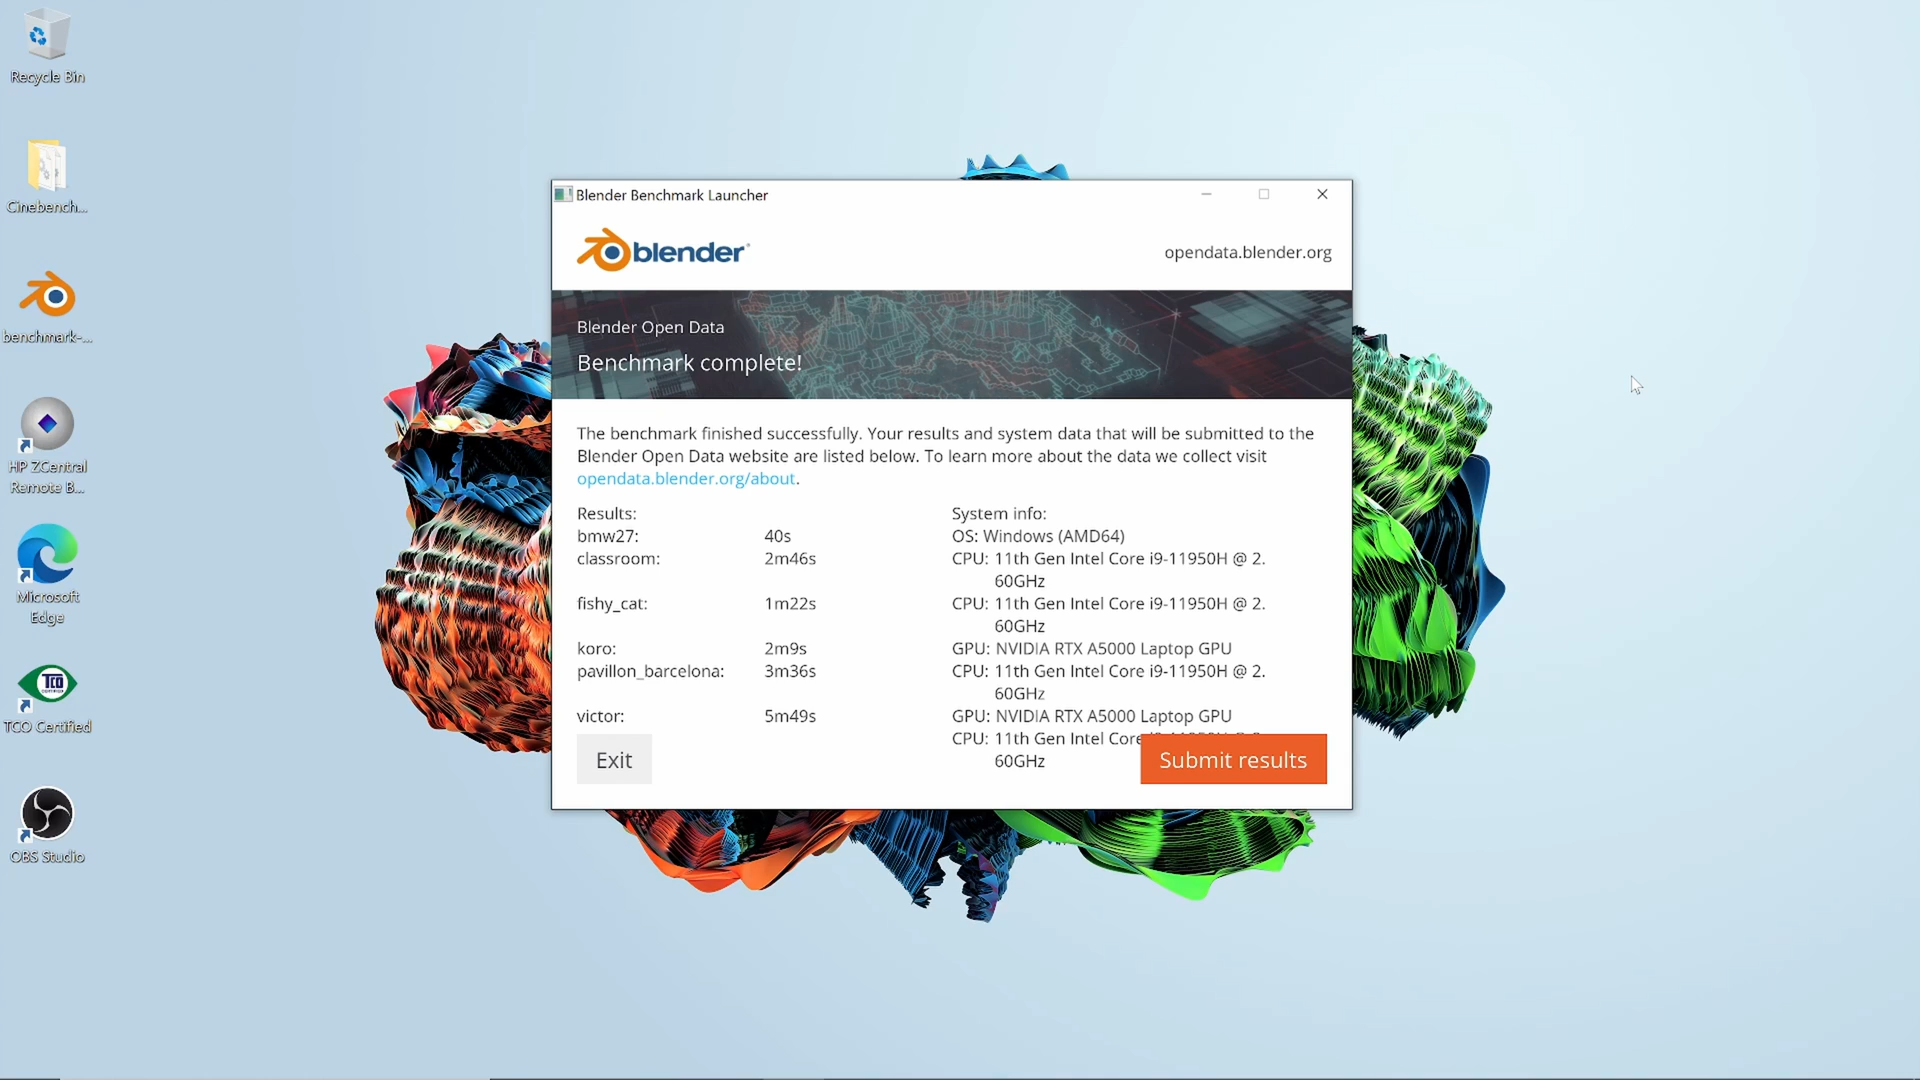 Recycle Bin
Cinebench...
benchmark-...
HP ZCentral
Remote B...
Microsoft
Edge
TCO
CERTIFIED
TCO Certified
OBS Studio
Blender Benchmark Launcher
blender
opendata.blender.org
Blender Open Data
Benchmark complete!
The benchmark finished successfully. Your results and system data that will be submitted to the
Blender Open Data website are listed below. To learn more about the data we collect visit
opendata.blender.org/about.
Results:
bmw27: 40s
classroom: 2m46s
fishy_cat: 1m22s
koro: 2m9s
pavillon_barcelona: 3m36s
victor: 5m49s
System info:
OS: Windows (AMD64)
CPU: 11th Gen Intel Core i9-11950H @ 2.
60GHz
CPU: 11th Gen Intel Core i9-11950H @ 2.
60GHz
GPU: NVIDIA RTX A5000 Laptop GPU
CPU: 11th Gen Intel Core i9-11950H @ 2.
60GHz
GPU: NVIDIA RTX A5000 Laptop GPU
CPU: 11th Gen Intel Core
60GHz
Exit
Submit results